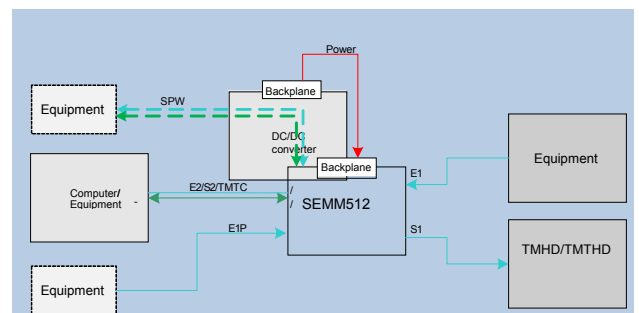 Power
Backplane
SPW
Equipment
DC/DC
converter
Backplane
E1
Equipment
Computer/
Equipment -
E2/S2/TMTC
/
/
SEMM512
E1P
S1
TMHD/TMTHD
Equipment